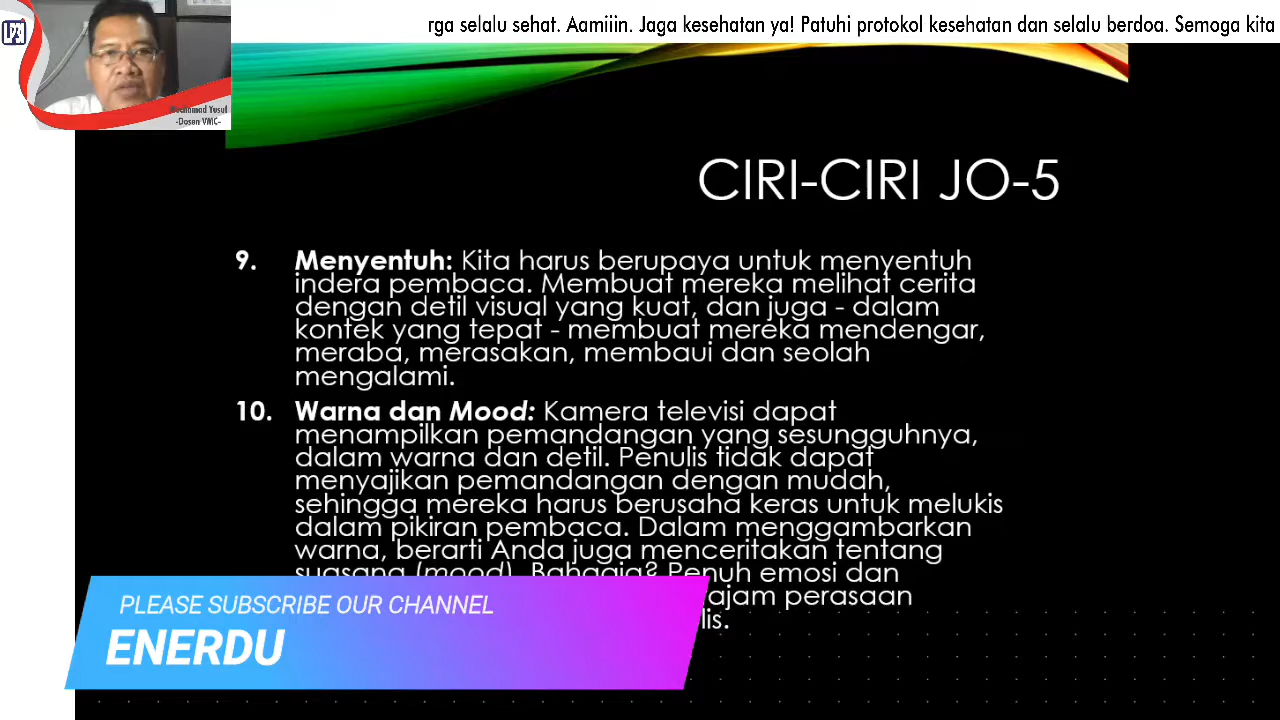 rga selalu sehat. Aamiiin. Jaga kesehatan ya! Patuhi protokol kesehatan dan selalu berdoa. Semoga kita
Mochamad Yusuf
-Dosen VMC-
CIRI-CIRI JO-5
9. Menyentuh: Kita harus berupaya untuk menyentuh
indera pembaca. Membuat mereka melihat cerita
dengan detil visual yang kuat, dan juga - dalam
kontek yang tepat - membuat mereka mendengar,
meraba, merasakan, membaui dan seolah
mengalami.
10. Warna dan Mood: Kamera televisi dapat
menampilkan pemandangan yang sesungguhnya,
dalam warna dan detil. Penulis tidak dapat
menyajikan pemandangan dengan mudah,
sehingga mereka harus berusaha keras untuk melukis
dalam pikiran pembaca. Dalam menggambarkan
warna, berarti Anda juga menceritakan tentang
suasana (mood). Bahagia? Penuh emosi dan
ajam perasaan
lis.
PLEASE SUBSCRIBE OUR CHANNEL
ENERDU